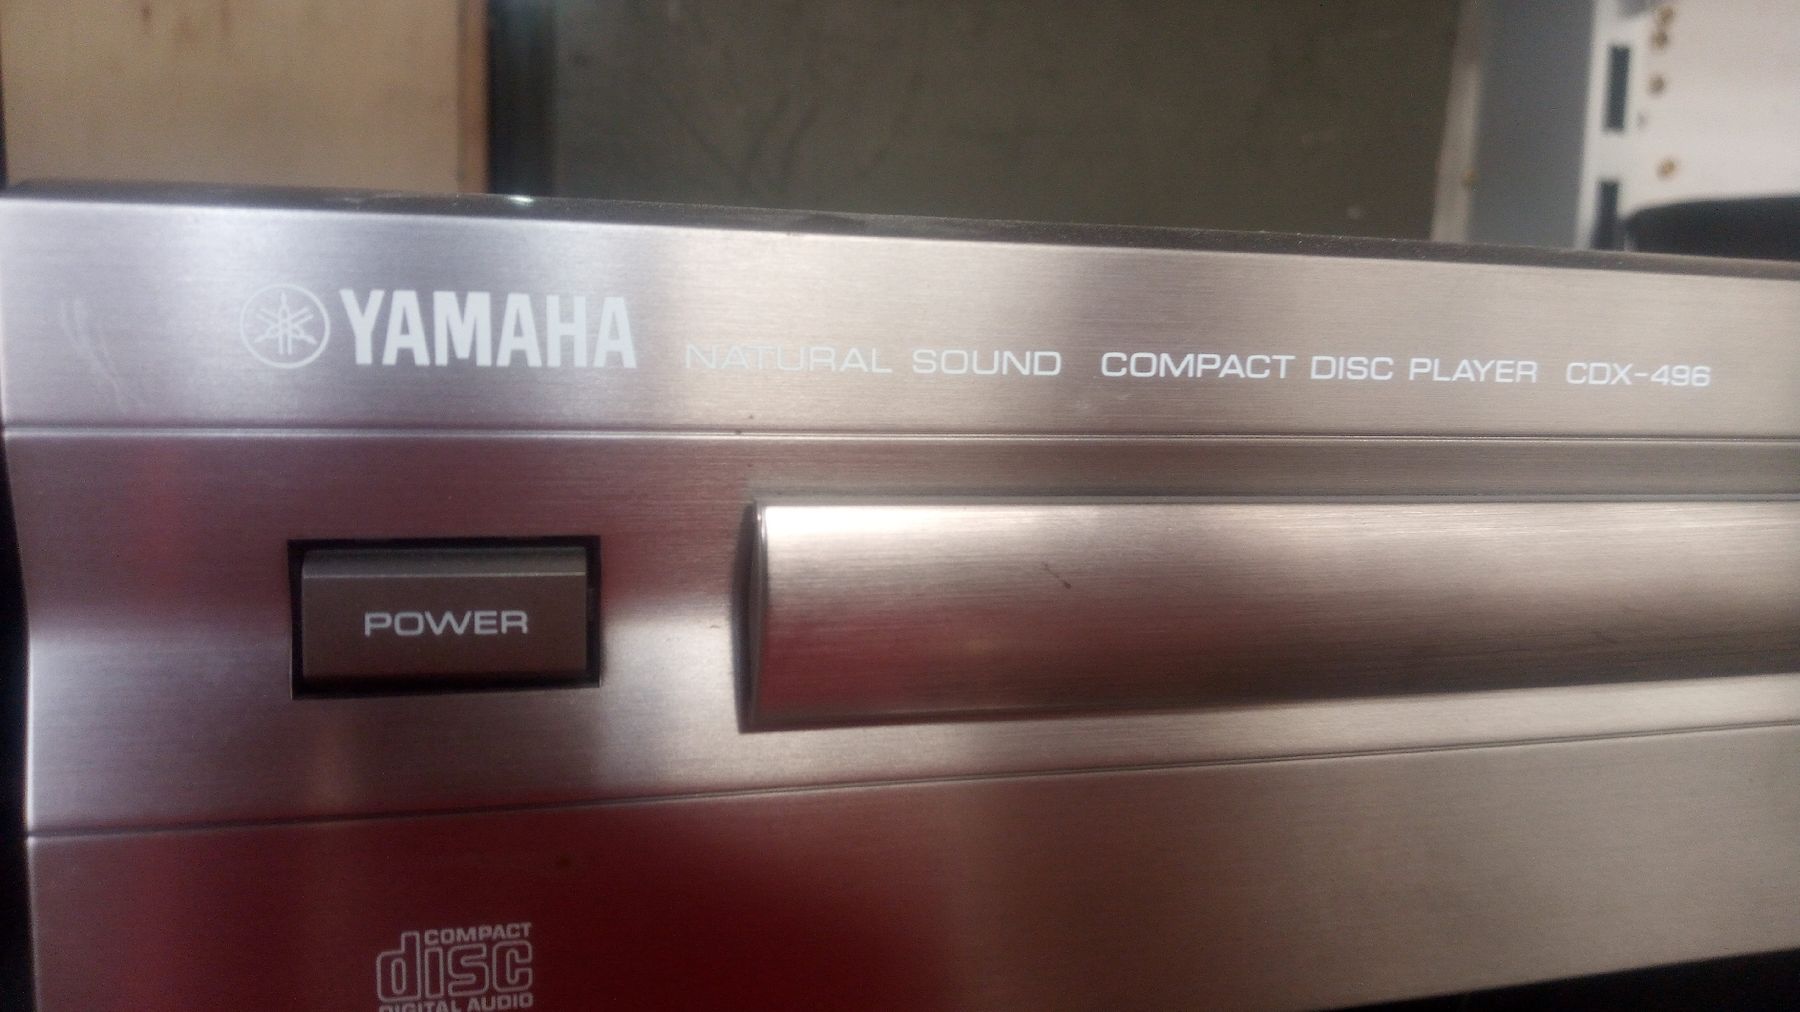 YAMAHA NATURAL SOUND COMPACT DISC PLAYER CDX-496
POWER
COMPACT
disc
DIGITAL AUDIO